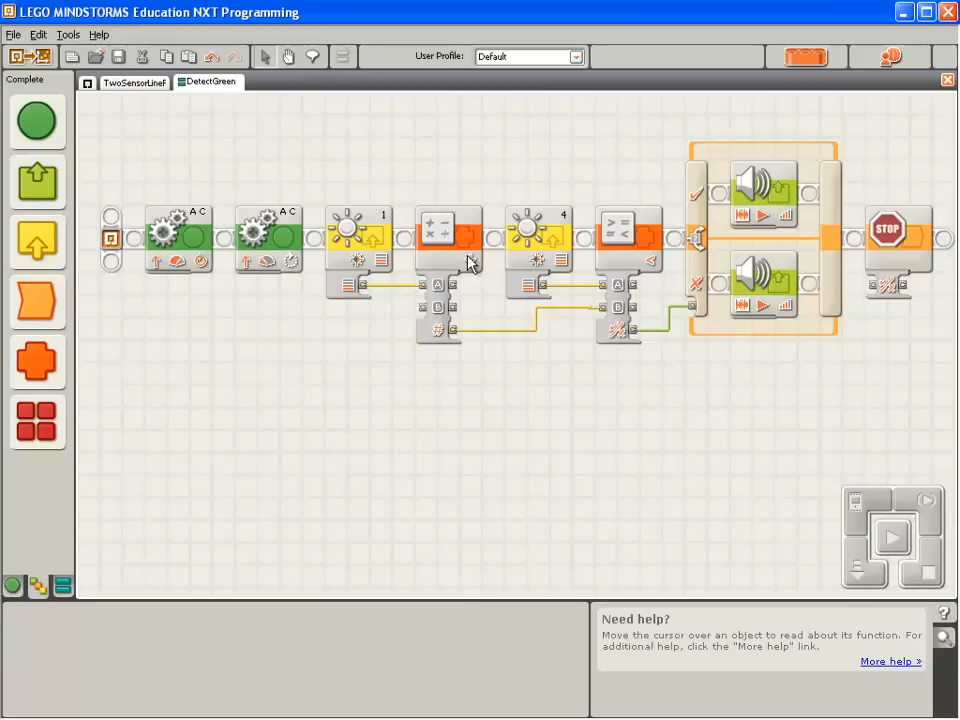 LEGO MINDSTORMS Education NXT Programming
File Edit Tools Help
User Profile: Default
Complete
TwoSensorLineF
DetectGreen
A C
A C
1
4
A
B
#
A
B
STOP
Need help?
Move the cursor over an object to read about its function. For
additional help, click the "More help" link.
More help »